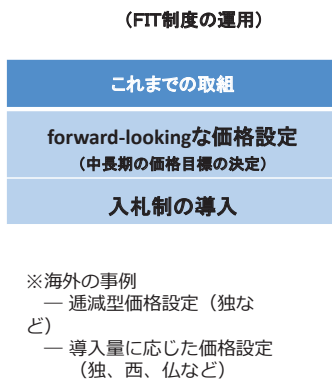 （FIT制度の運用）
これまでの取組
forward-lookingな価格設定
（中長期の価格目標の決定）
入札制の導入
※海外の事例
― 逓減型価格設定（独な
ど）
― 導入量に応じた価格設定
（独、西、仏など）